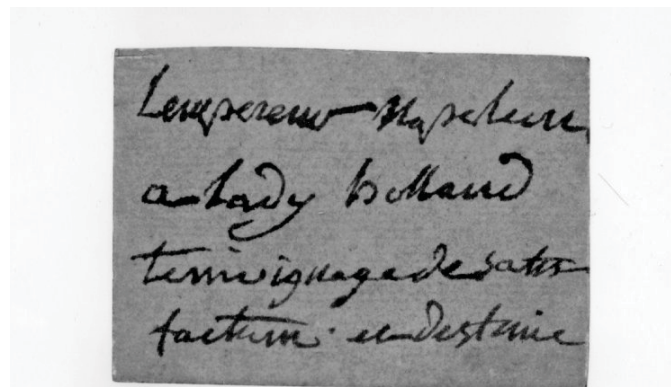 Lempereur Napoleon
a Lady Holland
temoignage de satis
faction et destime